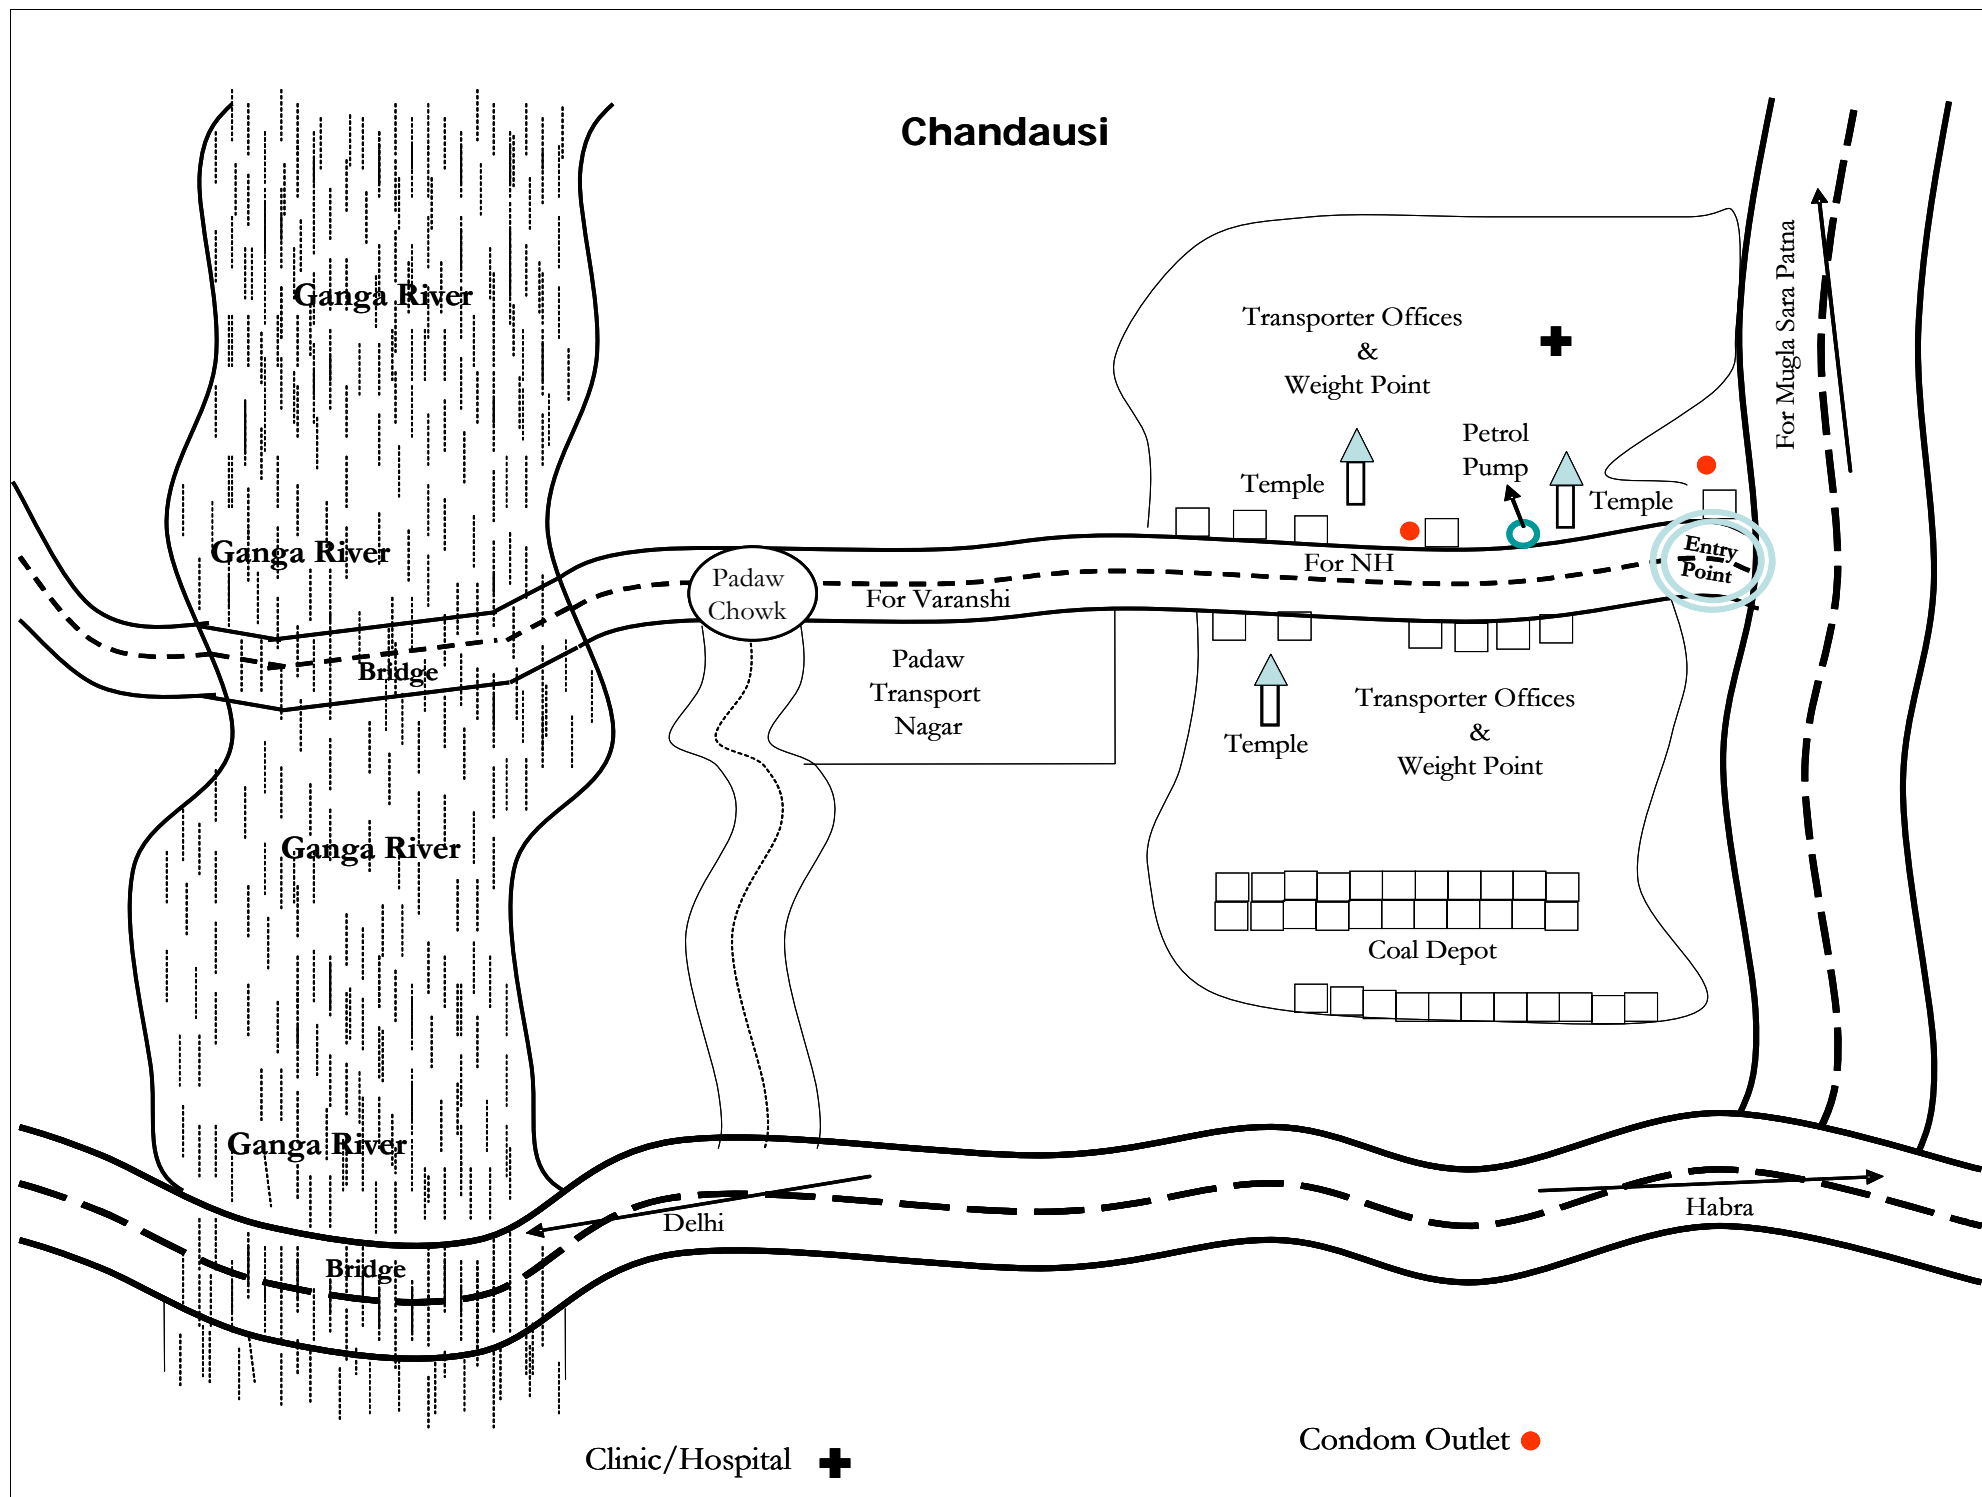 Chandausi
Ganga River
Transporter Offices
&
Weight Point
For Mugla Sara Patna
Petrol
Pump
Temple
Temple
Ganga River
For NH
Entry
Point
Padaw
Chowk
For Varanshi
Bridge
Padaw
Transport
Nagar
Temple
Transporter Offices
&
Weight Point
Ganga River
Coal Depot
Ganga River
Delhi
Habra
Bridge
Clinic/Hospital
Condom Outlet